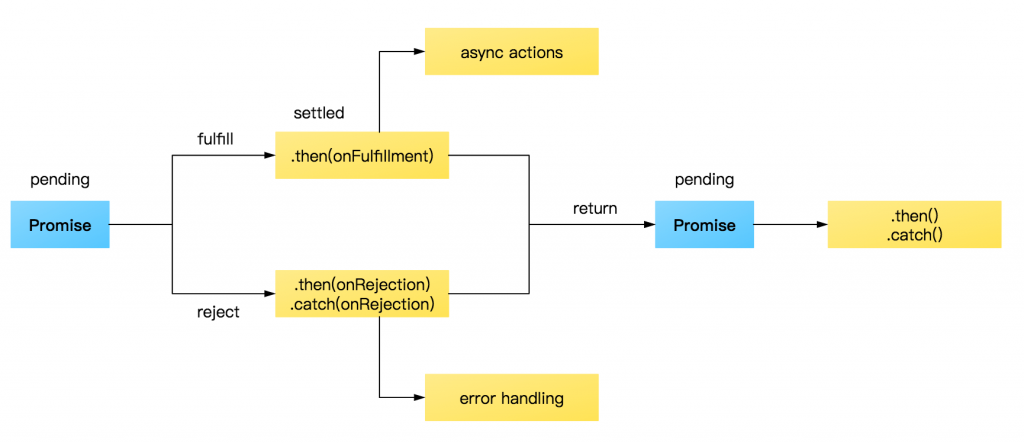 async actions
settled
fulfill
.then(onFulfillment)
pending
Promise
return
pending
Promise
.then()
.catch()
.then(onRejection)
.catch(onRejection)
reject
error handling